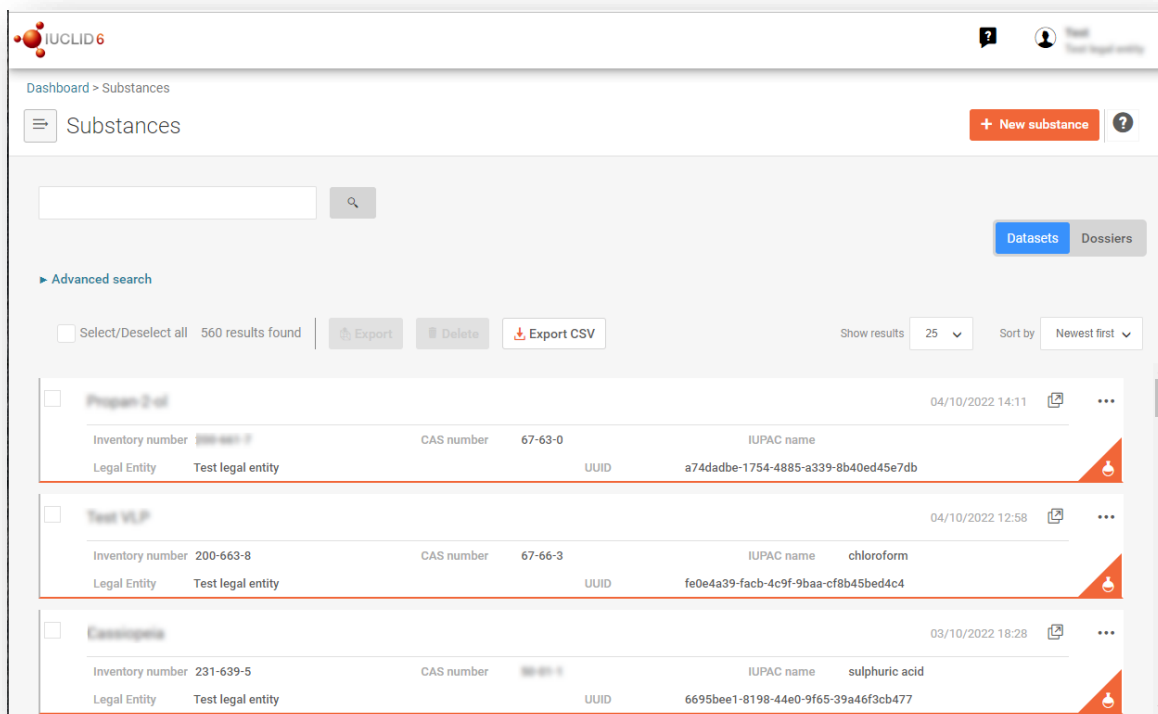 IUCLID 6
Dashboard > Substances
Substances
+ New substance
Datasets Dossiers
▸ Advanced search
Select/Deselect all 560 results found Export Delete Export CSV Show results 25 Sort by Newest first
04/10/2022 14:11
Inventory number CAS number 67-63-0 IUPAC name
Legal Entity Test legal entity UUID a74dadbe-1754-4885-a339-8b40ed45e7db
04/10/2022 12:58
Inventory number 200-663-8 CAS number 67-66-3 IUPAC name chloroform
Legal Entity Test legal entity UUID fe0e4a39-facb-4c9f-9baa-cf8b45bed4c4
03/10/2022 18:28
Inventory number 231-639-5 CAS number IUPAC name sulphuric acid
Legal Entity Test legal entity UUID 6695bee1-8198-44e0-9f65-39a46f3cb477